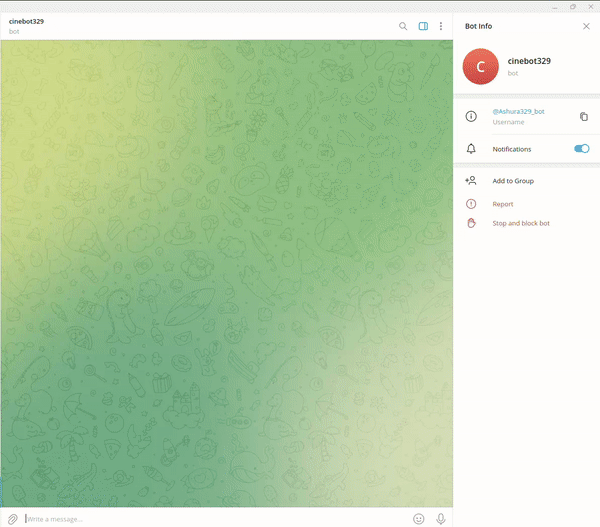 cinebot329
bot
Bot Info
C
cinebot329
bot
@Ashura329_bot
Username
Notifications
Add to Group
Report
Stop and block bot
Write a message...